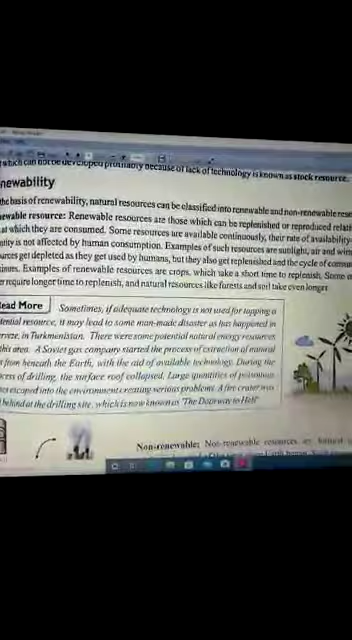 which can not be developed profitably because of lack of technology is known as stock resource.
newability
the basis of renewability, natural resources can be classified into renewable and non-renewable
ewable resource: Renewable resources are those which can be replenished or reproduced
at which they are consumed. Some resources are available continuously, their rate of availability
ntity is not affected by human consumption. Examples of such resources are sunlight, air and
urces get depleted as they get used by humans, but they also get replenished and the cycle of
tinues. Examples of renewable resources are crops, which take a short time to replenish. Some
er require longer time to replenish, and natural resources like forests and soil take even longer.
ead More
Sometimes, if adequate technology is not used for tapping a
tential resource, it may lead to some man-made disaster as has happened in
, in Turkmenistan. There were some potential natural energy resources
this area. A Soviet gas company started the process of extraction of natural
s from beneath the Earth, with the aid of available technology. During the
cess of drilling, the surface roof collapsed. Large quantities of poisonous
escaped into the environment creating serious problems. A fire crater was
behind at the drilling site, which is now known as 'The Doorway to Hell'
Non-renewable: Non-renewable resources are